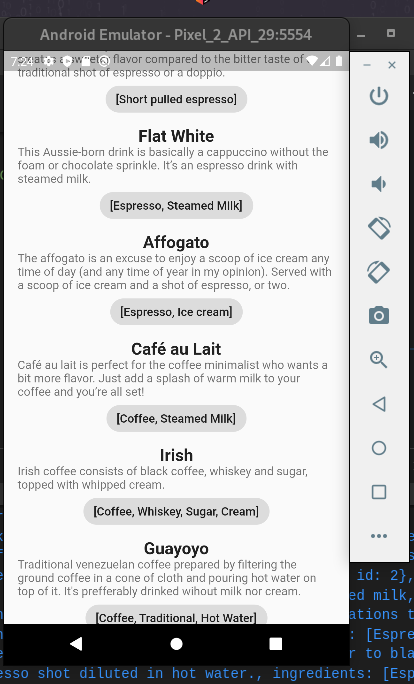 Android Emulator - Pixel_2_API_29:5554
flavor compared to the bitter taste of
traditional shot of espresso or a doppio.
[Short pulled espresso]
Flat White
This Aussie-born drink is basically a cappuccino without the
foam or chocolate sprinkle. It's an espresso drink with
steamed milk.
[Espresso, Steamed Milk]
Affogato
The affogato is an excuse to enjoy a scoop of ice cream any
time of day (and any time of year in my opinion). Served with
a scoop of ice cream and a shot of espresso, or two.
[Espresso, Ice cream]
Café au Lait
Café au lait is perfect for the coffee minimalist who wants a
bit more flavor. Just add a splash of warm milk to your
coffee and you're all set!
[Coffee, Steamed Milk]
Irish
Irish coffee consists of black coffee, whiskey and sugar,
topped with whipped cream.
[Coffee, Whiskey, Sugar, Cream]
Guayoyo
Traditional venezuelan coffee prepared by filtering the
ground coffee in a cone of cloth and pouring hot water on
top of it. It's prefferably drinked wihout milk nor cream.
[Coffee, Traditional, Hot Water]
id: 2},
ed milk,
ations t
: [Espre
r to bla
esso shot diluted in hot water., ingredients: [Esp